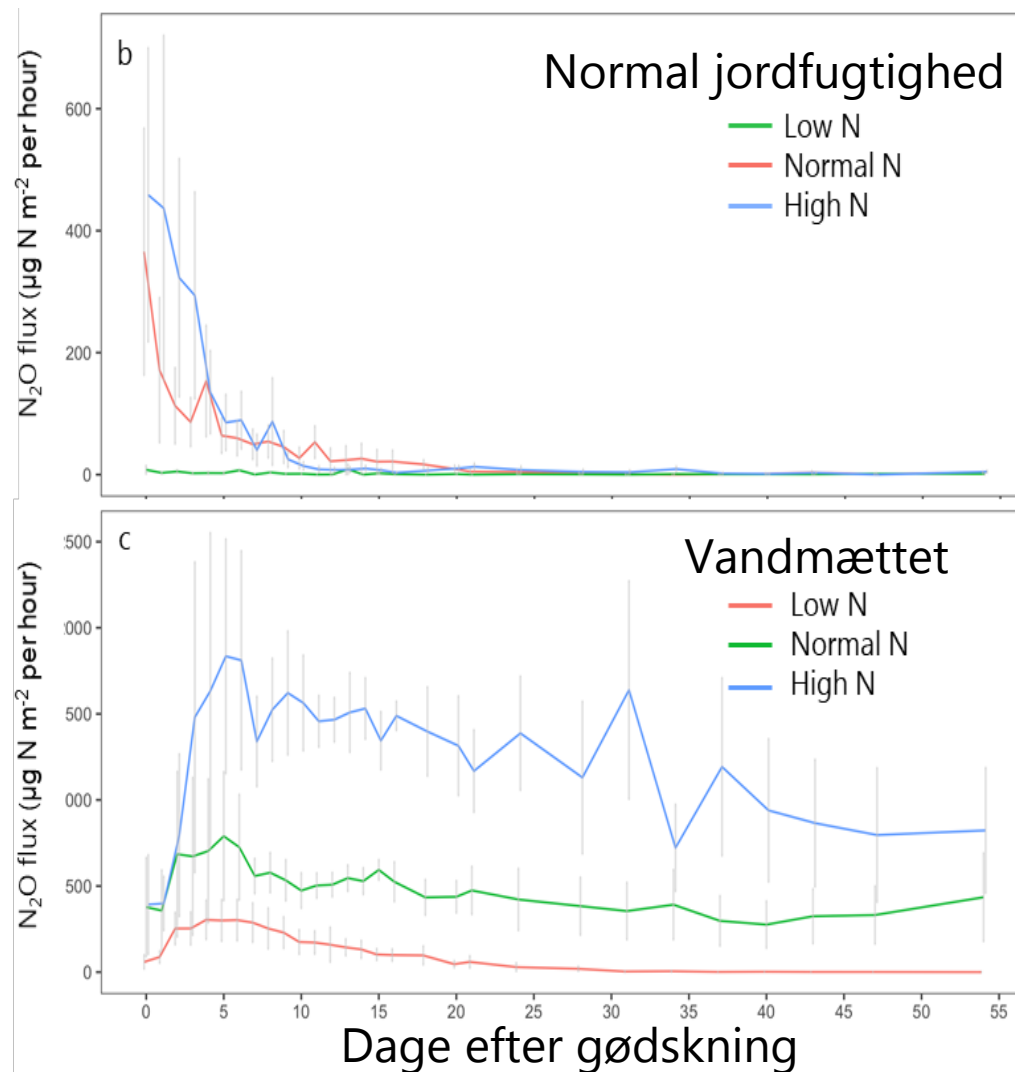 b
Normal jordfugtighed
Low N
Normal N
High N
N₂O flux (µg N m⁻² per hour)
600
400
200
0
c
Vandmættet
Low N
Normal N
High N
N₂O flux (µg N m⁻² per hour)
2500
2000
500
000
500
0
0 5 10 15 20 25 30 35 40 45 50 55
Dage efter gødskning